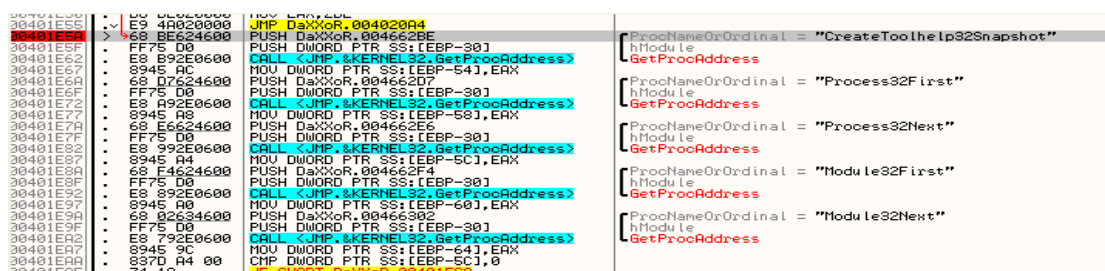 00401E55 . E9 4A020000 JMP DaXXoR.004020A4
00401E5A > 68 BE624600 PUSH DaXXoR.004662BE ProcNameOrOrdinal = "CreateToolhelp32Snapshot"
00401E5F . FF75 D0 PUSH DWORD PTR SS:[EBP-30] hModule
00401E62 . E8 B92E0600 CALL <JMP.&KERNEL32.GetProcAddress> GetProcAddress
00401E67 . 8945 AC MOV DWORD PTR SS:[EBP-54],EAX
00401E6A . 68 D7624600 PUSH DaXXoR.004662D7 ProcNameOrOrdinal = "Process32First"
00401E6F . FF75 D0 PUSH DWORD PTR SS:[EBP-30] hModule
00401E72 . E8 A92E0600 CALL <JMP.&KERNEL32.GetProcAddress> GetProcAddress
00401E77 . 8945 A8 MOV DWORD PTR SS:[EBP-58],EAX
00401E7A . 68 E6624600 PUSH DaXXoR.004662E6 ProcNameOrOrdinal = "Process32Next"
00401E7F . FF75 D0 PUSH DWORD PTR SS:[EBP-30] hModule
00401E82 . E8 992E0600 CALL <JMP.&KERNEL32.GetProcAddress> GetProcAddress
00401E87 . 8945 A4 MOV DWORD PTR SS:[EBP-5C],EAX
00401E8A . 68 F4624600 PUSH DaXXoR.004662F4 ProcNameOrOrdinal = "Module32First"
00401E8F . FF75 D0 PUSH DWORD PTR SS:[EBP-30] hModule
00401E92 . E8 892E0600 CALL <JMP.&KERNEL32.GetProcAddress> GetProcAddress
00401E97 . 8945 A0 MOV DWORD PTR SS:[EBP-60],EAX
00401E9A . 68 02634600 PUSH DaXXoR.00466302 ProcNameOrOrdinal = "Module32Next"
00401E9F . FF75 D0 PUSH DWORD PTR SS:[EBP-30] hModule
00401EA2 . E8 792E0600 CALL <JMP.&KERNEL32.GetProcAddress> GetProcAddress
00401EA7 . 8945 9C MOV DWORD PTR SS:[EBP-64],EAX
00401EAA . 837D A4 00 CMP DWORD PTR SS:[EBP-5C],0